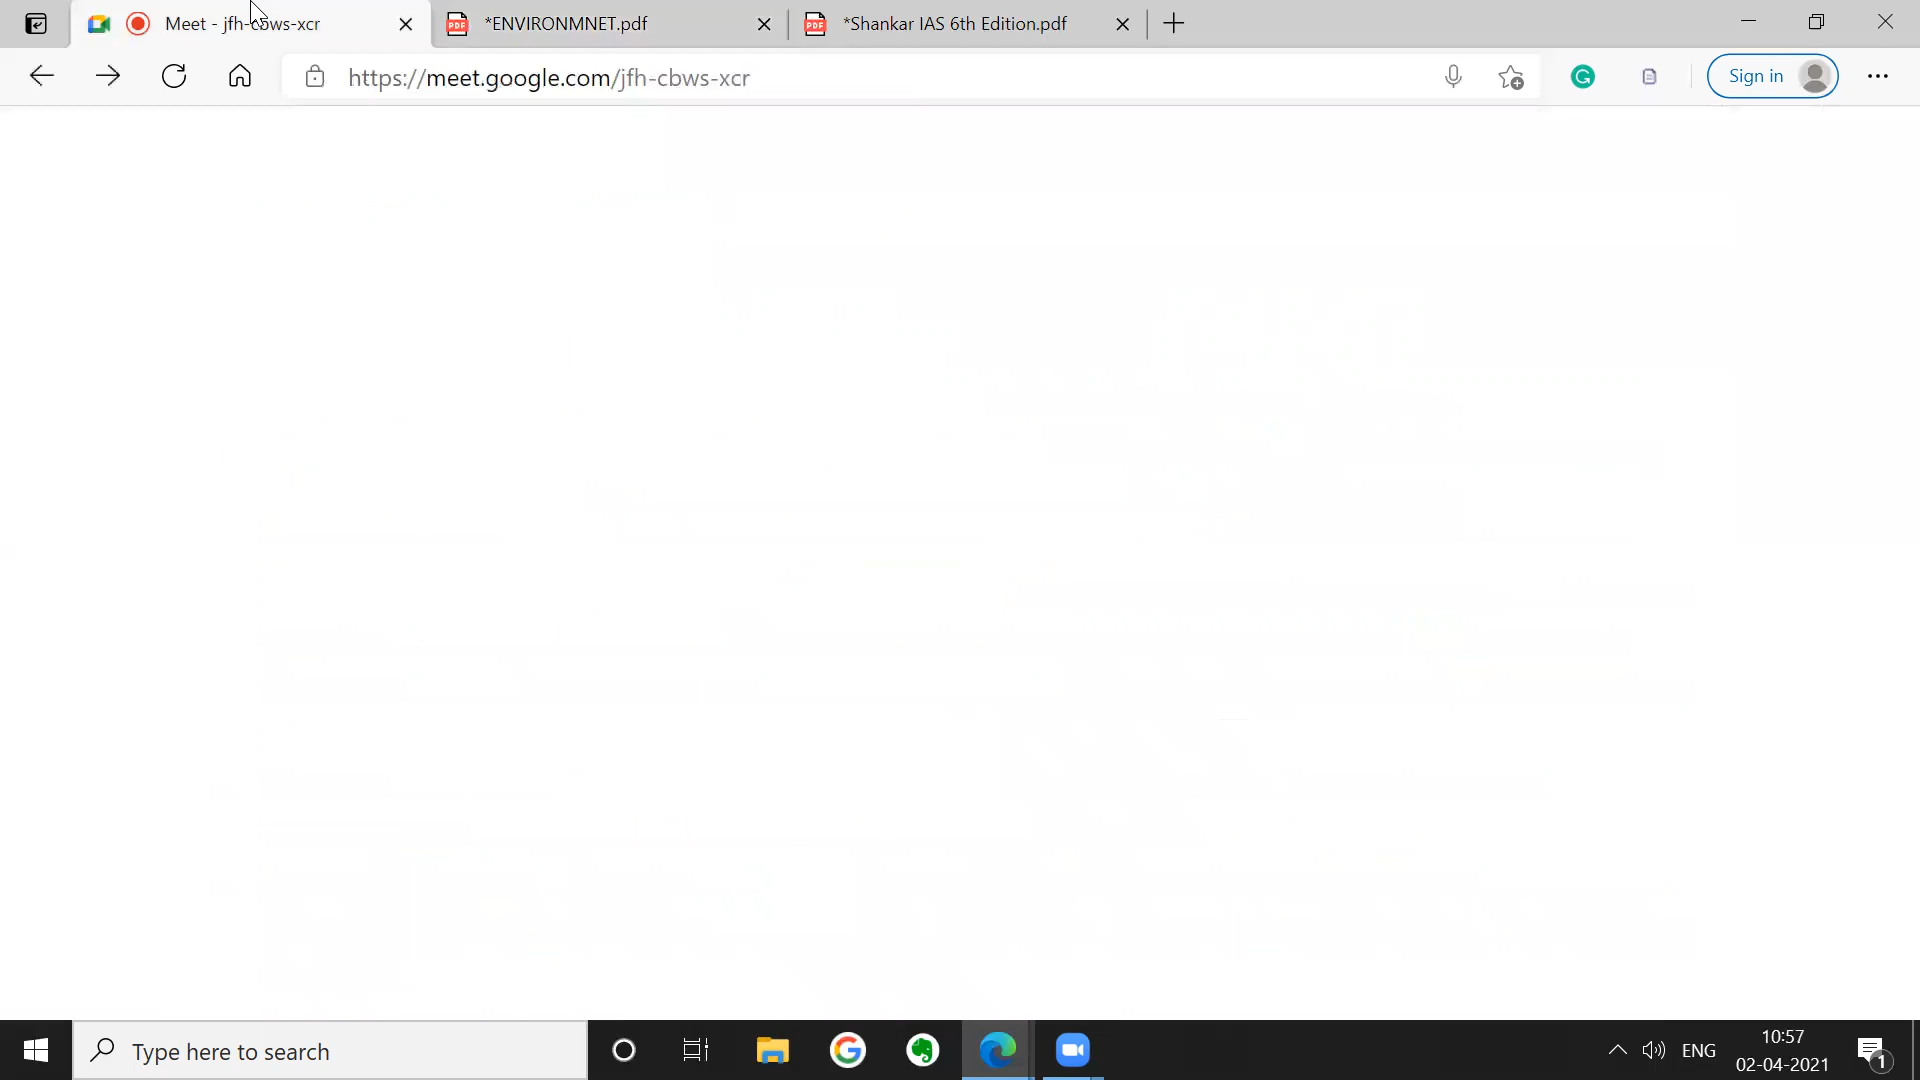 Meet - jfh-cbws-xcr
*ENVIRONMNET.pdf
*Shankar IAS 6th Edition.pdf
https://meet.google.com/jfh-cbws-xcr
Sign in
Type here to search
ENG
10:57
02-04-2021
1